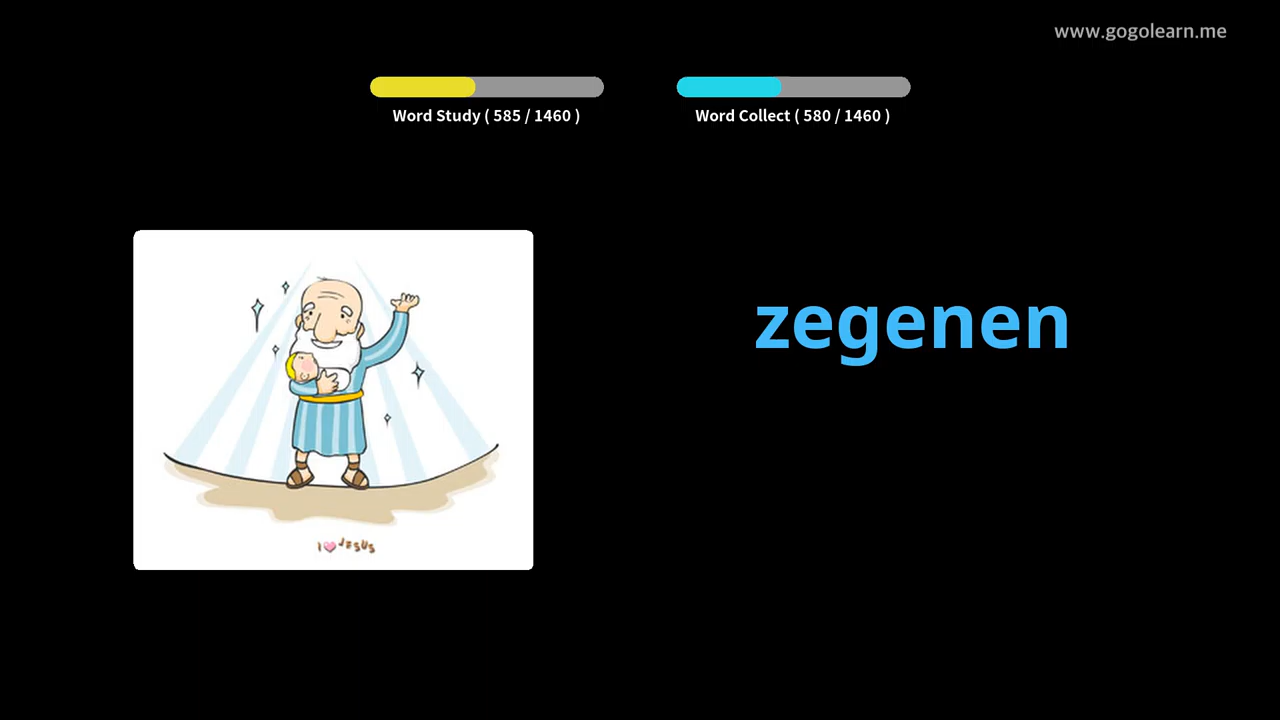 www.gogolearn.me
Word Study ( 585 / 1460 )
Word Collect ( 580 / 1460 )
zegenen
I ❤ JESUS